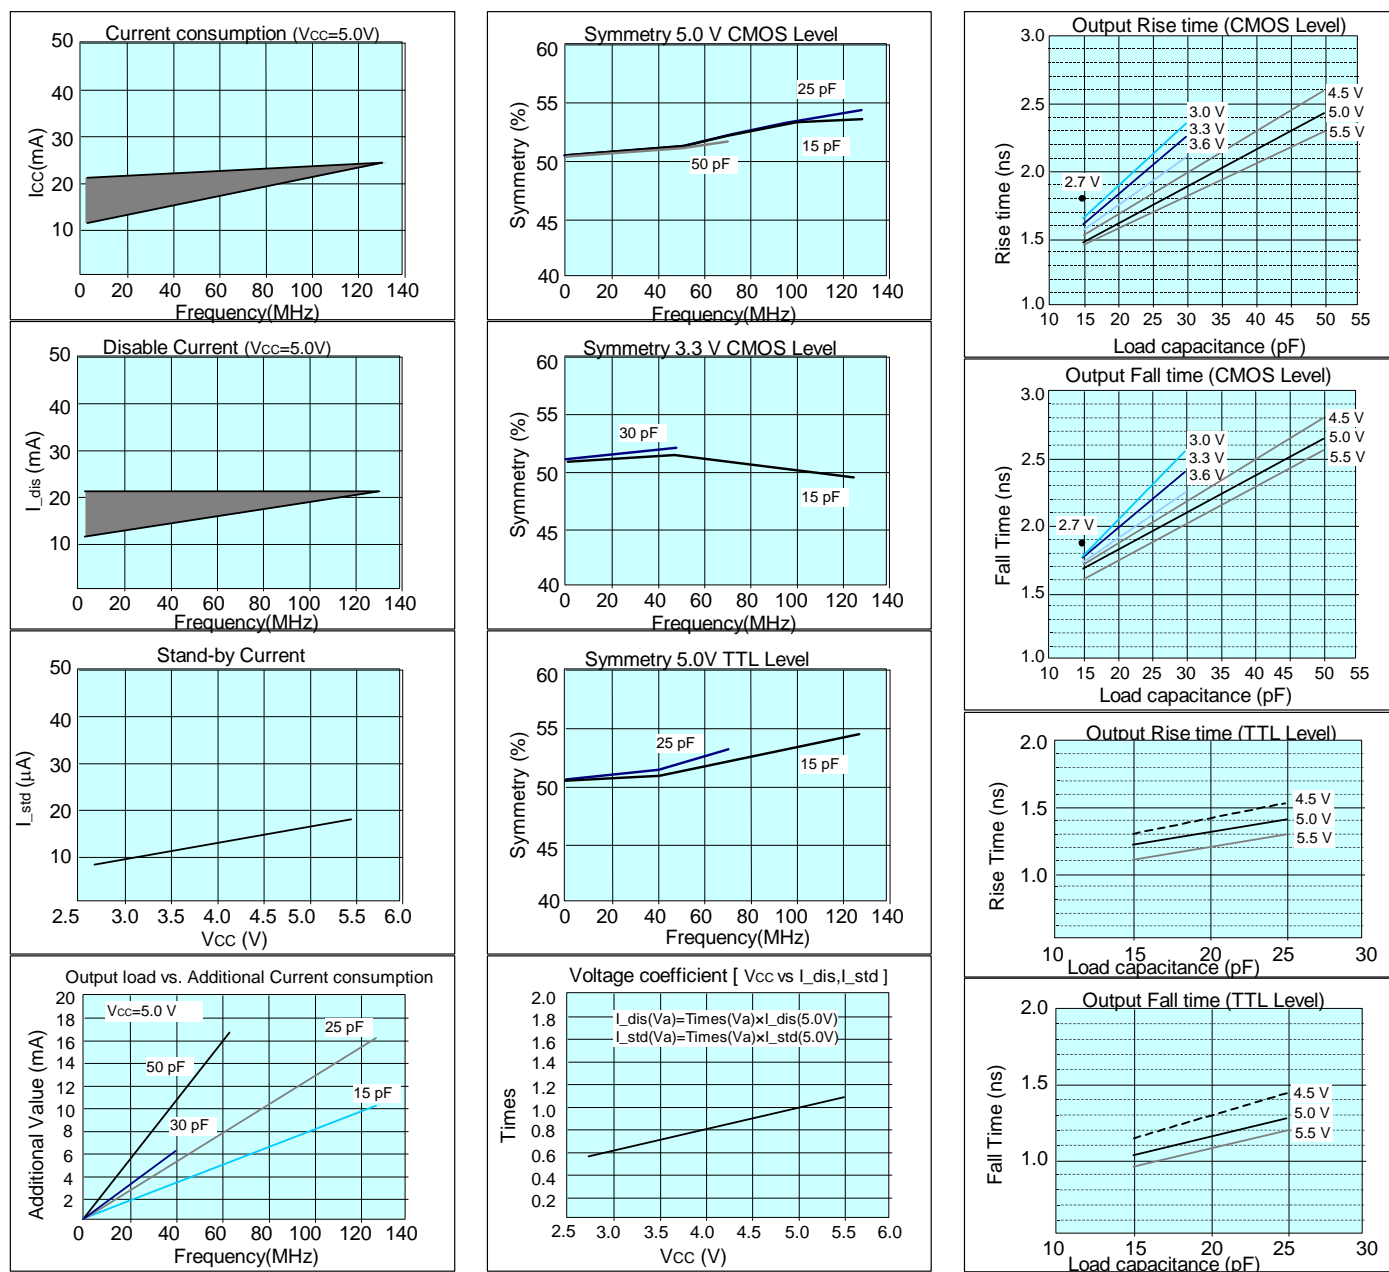 Current consumption (Vcc=5.0V)
50
40
30
20
10
Icc(mA)
0 20 40 60 80 100 120 140
Frequency(MHz)
Disable Current (Vcc=5.0V)
50
40
30
20
10
I_dis (mA)
0 20 40 60 80 100 120 140
Frequency(MHz)
Stand-by Current
50
40
30
20
10
I_std (µA)
2.5 3.0 3.5 4.0 4.5 5.0 5.5 6.0
Vcc (V)
Output load vs. Additional Current consumption
20
18
16
14
12
10
8
6
4
2
Additional Value (mA)
Vcc=5.0 V
25 pF
50 pF
15 pF
30 pF
0 20 40 60 80 100 120 140
Frequency(MHz)
Symmetry 5.0 V CMOS Level
60
55
50
45
40
Symmetry (%)
25 pF
15 pF
50 pF
0 20 40 60 80 100 120 140
Frequency(MHz)
Symmetry 3.3 V CMOS Level
60
55
50
45
40
Symmetry (%)
30 pF
15 pF
0 20 40 60 80 100 120 140
Frequency(MHz)
Symmetry 5.0V TTL Level
60
55
50
45
40
Symmetry (%)
25 pF
15 pF
0 20 40 60 80 100 120 140
Frequency(MHz)
Voltage coefficient [ Vcc vs I_dis,I_std ]
2.0
1.8
1.6
1.4
1.2
1.0
0.8
0.6
0.4
0.2
Times
I_dis(Va)=Times(Va)×I_dis(5.0V)
I_std(Va)=Times(Va)×I_std(5.0V)
2.5 3.0 3.5 4.0 4.5 5.0 5.5 6.0
Vcc (V)
Output Rise time (CMOS Level)
3.0
2.5
2.0
1.5
1.0
Rise time (ns)
4.5 V
3.0 V
5.0 V
3.3 V
5.5 V
3.6 V
2.7 V
10 15 20 25 30 35 40 45 50 55
Load capacitance (pF)
Output Fall time (CMOS Level)
3.0
2.5
2.0
1.5
1.0
Fall Time (ns)
4.5 V
3.0 V
5.0 V
3.3 V
5.5 V
3.6 V
2.7 V
10 15 20 25 30 35 40 45 50 55
Load capacitance (pF)
Output Rise time (TTL Level)
2.0
1.5
1.0
Rise Time (ns)
4.5 V
5.0 V
5.5 V
10 15 20 25 30
Load capacitance (pF)
Output Fall time (TTL Level)
2.0
1.5
1.0
Fall Time (ns)
4.5 V
5.0 V
5.5 V
10 15 20 25 30
Load capacitance (pF)